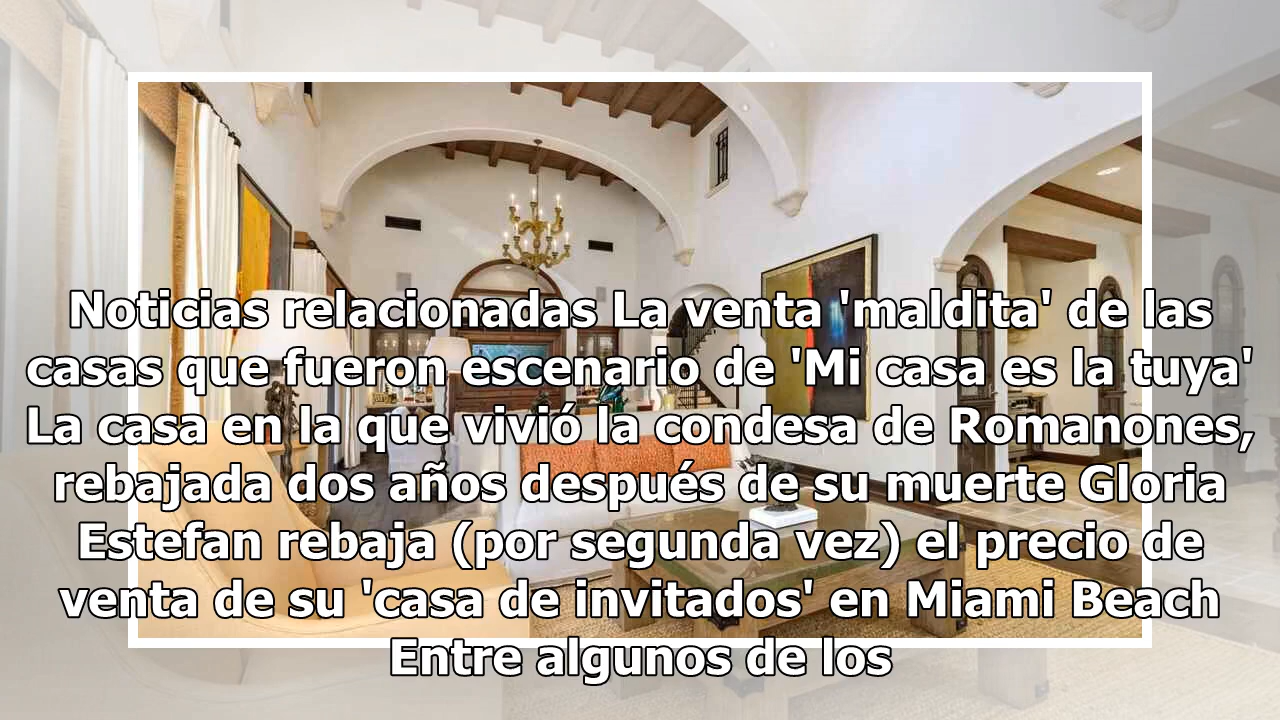 Noticias relacionadas La venta 'maldita' de las
casas que fueron escenario de 'Mi casa es la tuya'
La casa en la que vivió la condesa de Romanones,
rebajada dos años después de su muerte Gloria
Estefan rebaja (por segunda vez) el precio de
venta de su 'casa de invitados' en Miami Beach
Entre algunos de los